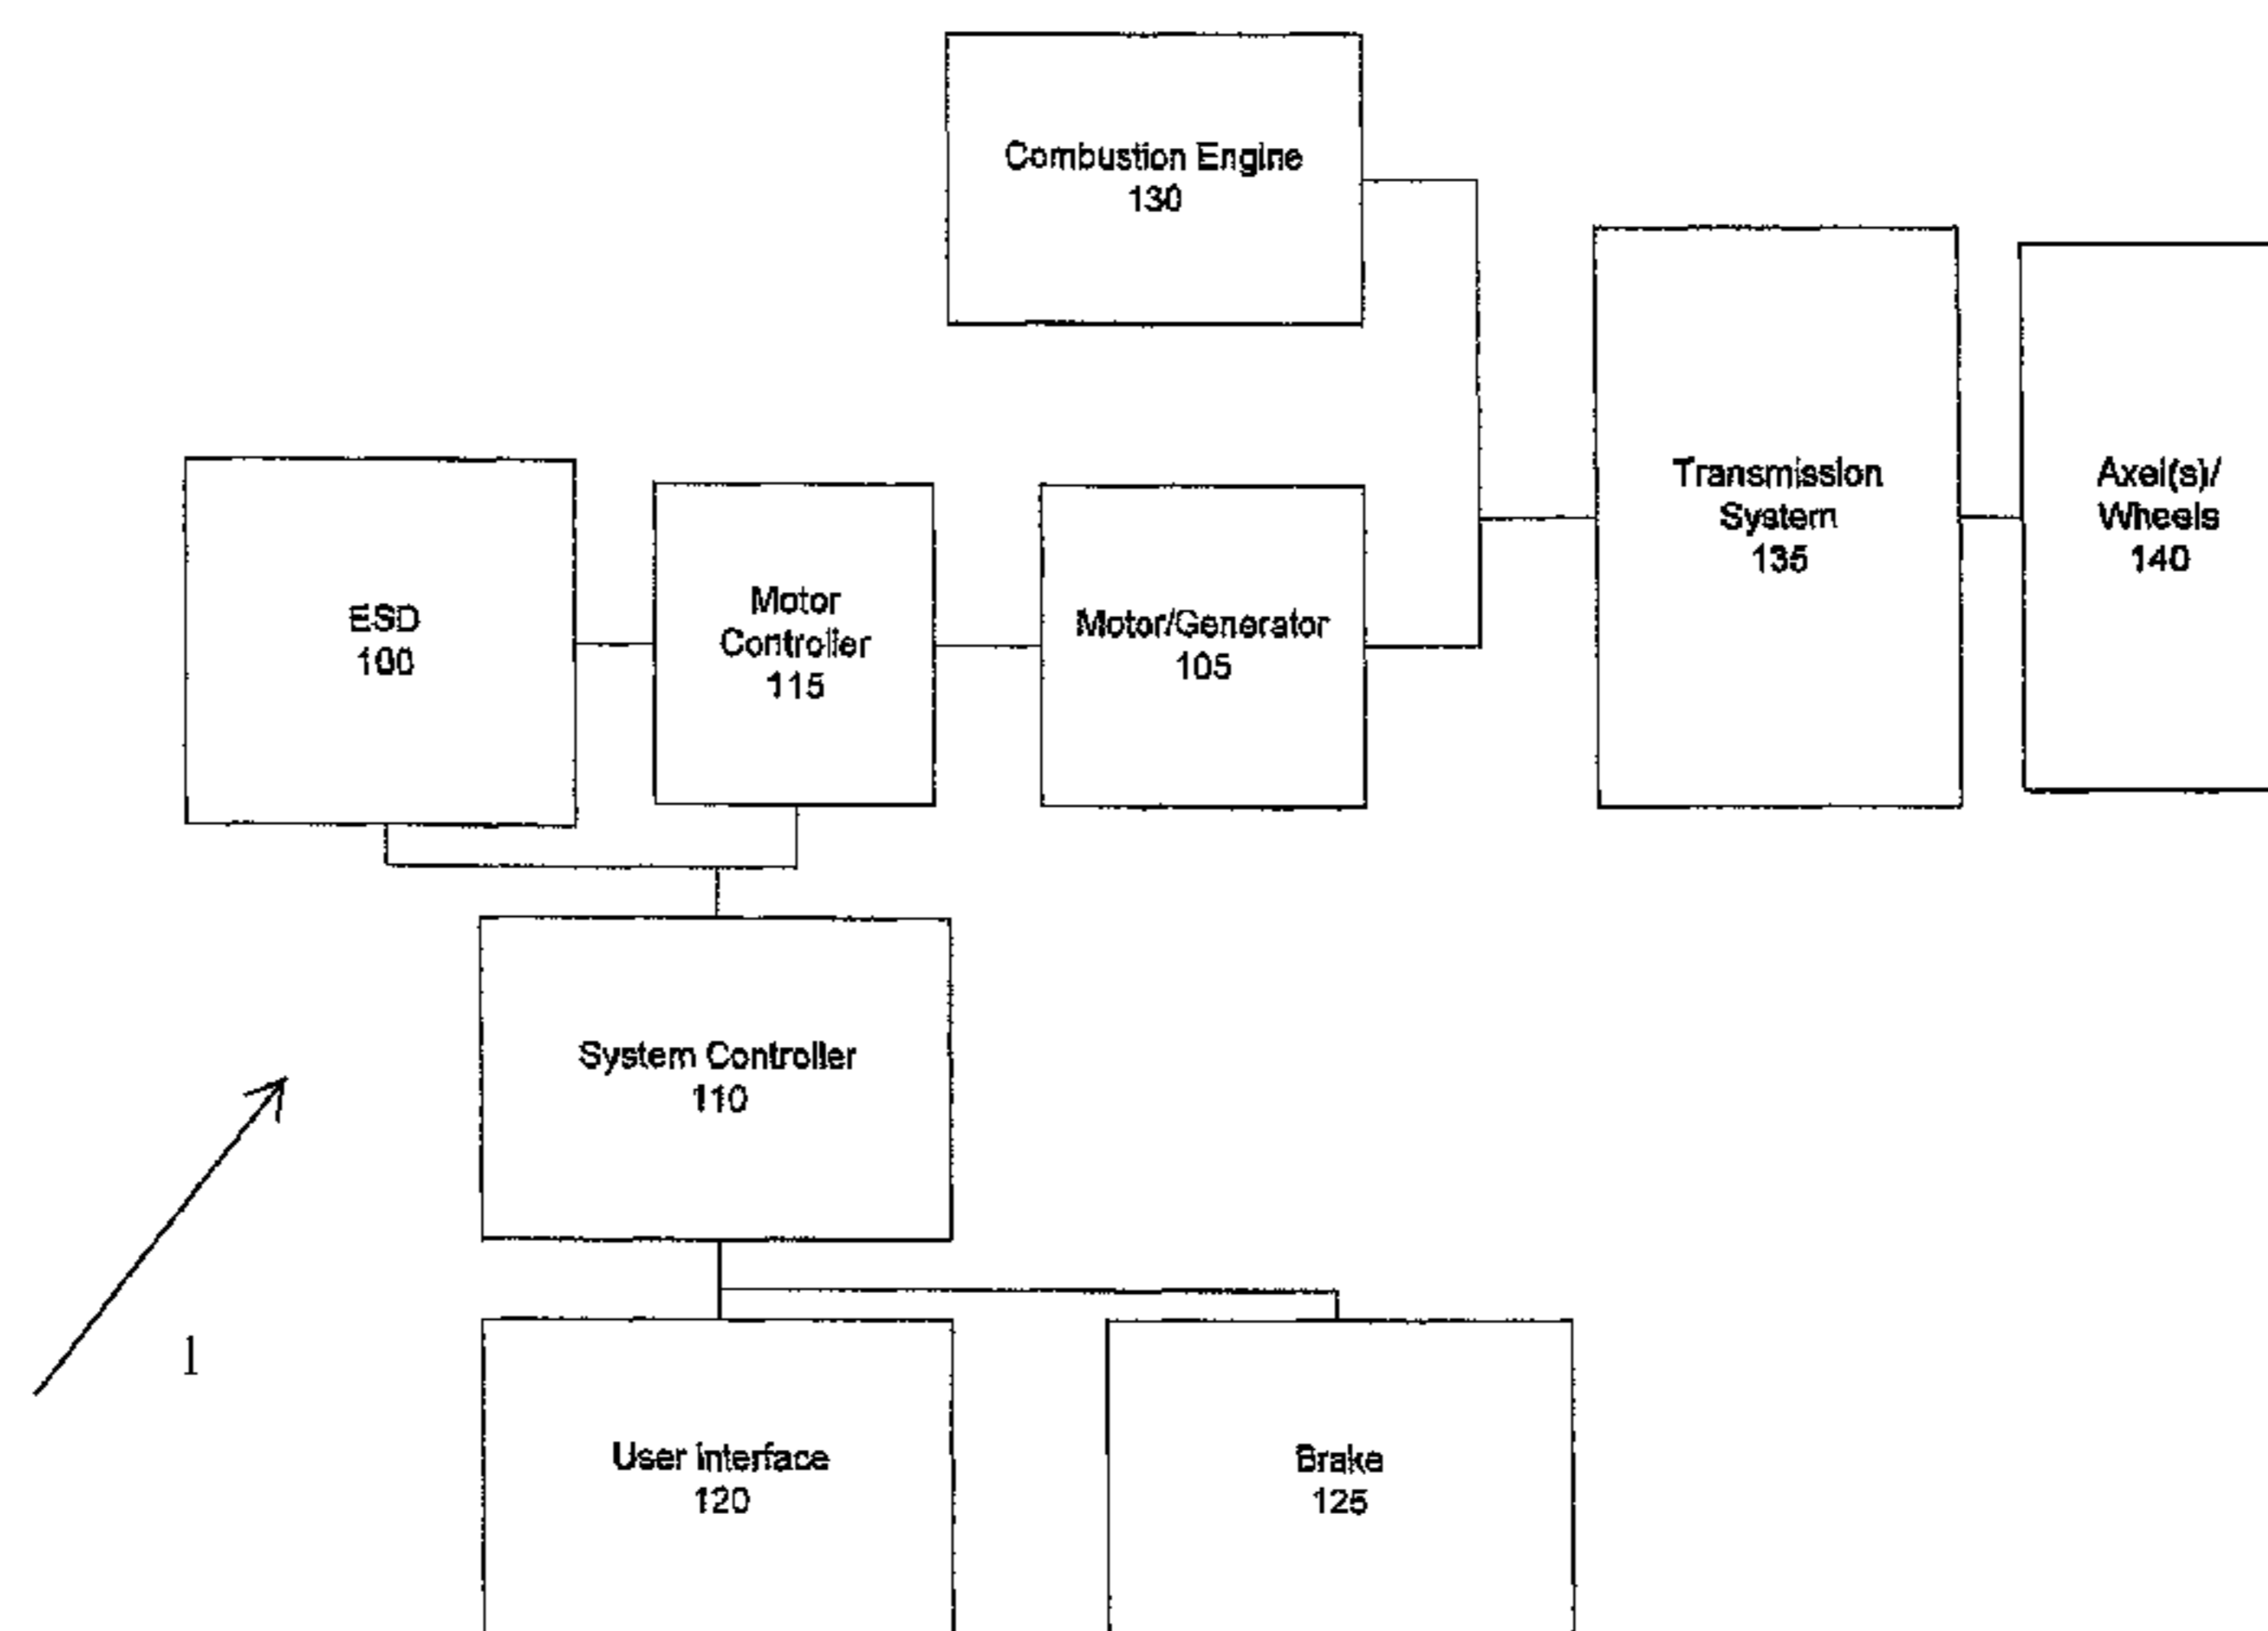 Combustion Engine
130
Transmission
System
135
Axel(s)/
Wheels
140
ESD
100
Motor
Controller
115
Motor/Generator
105
System Controller
110
1
User Interface
120
Brake
125